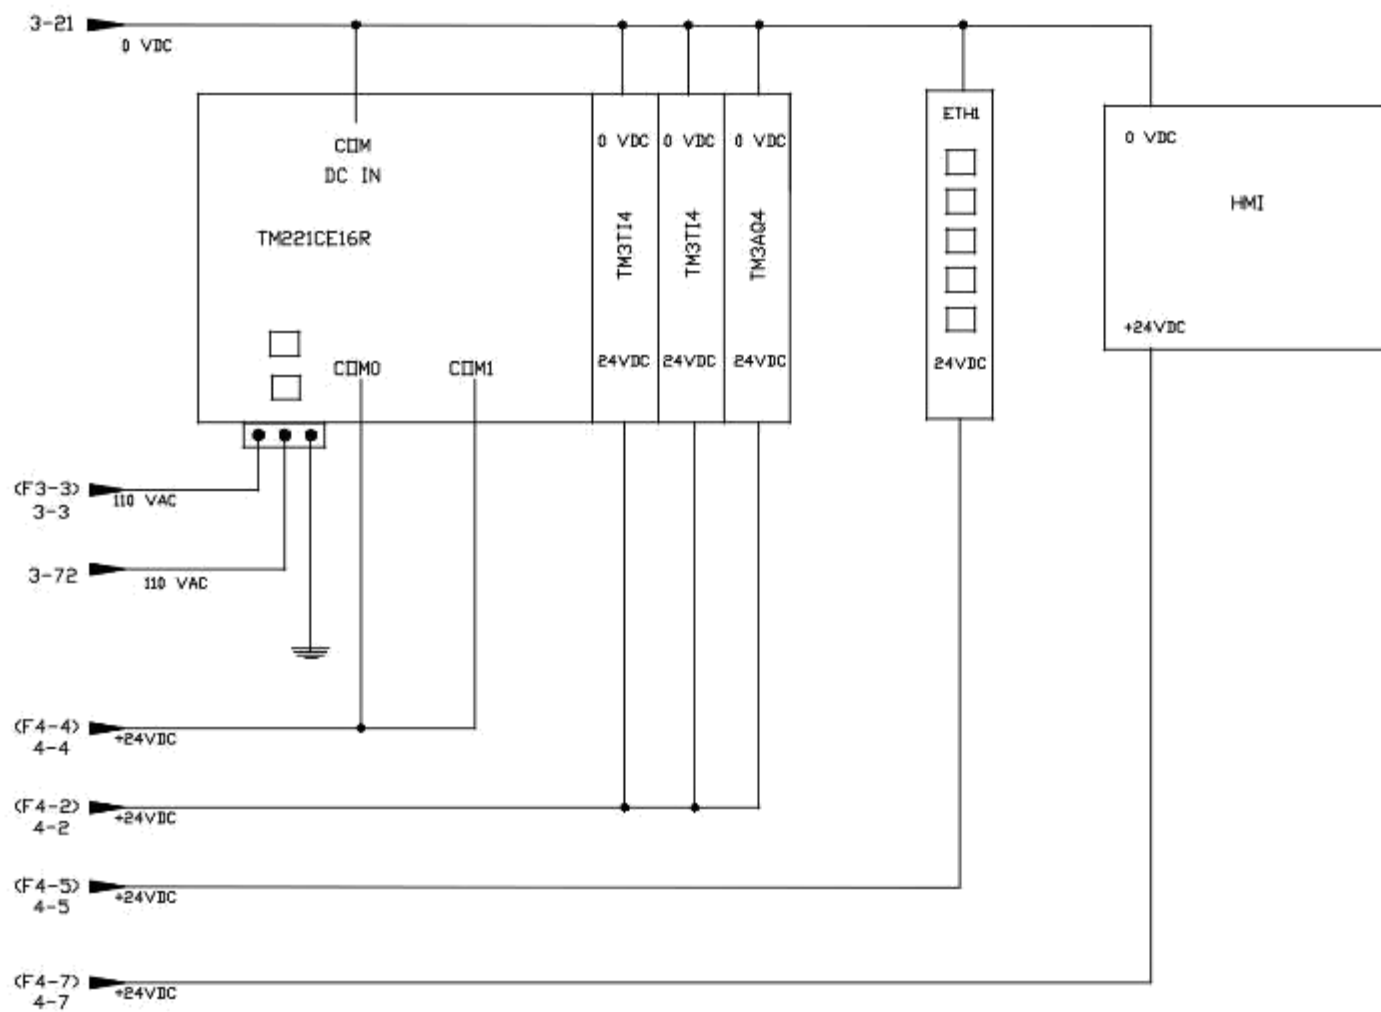 3-21
0 VDC
COM
DC IN
TM221CE16R
COM0
COM1
0 VDC
0 VDC
0 VDC
TM3TI4
TM3TI4
TM3AQ4
24VDC
24VDC
24VDC
ETH1
24VDC
0 VDC
HMI
+24VDC
(F3-3)
3-3
110 VAC
3-72
110 VAC
(F4-4)
4-4
+24VDC
(F4-2)
4-2
+24VDC
(F4-5)
4-5
+24VDC
(F4-7)
4-7
+24VDC